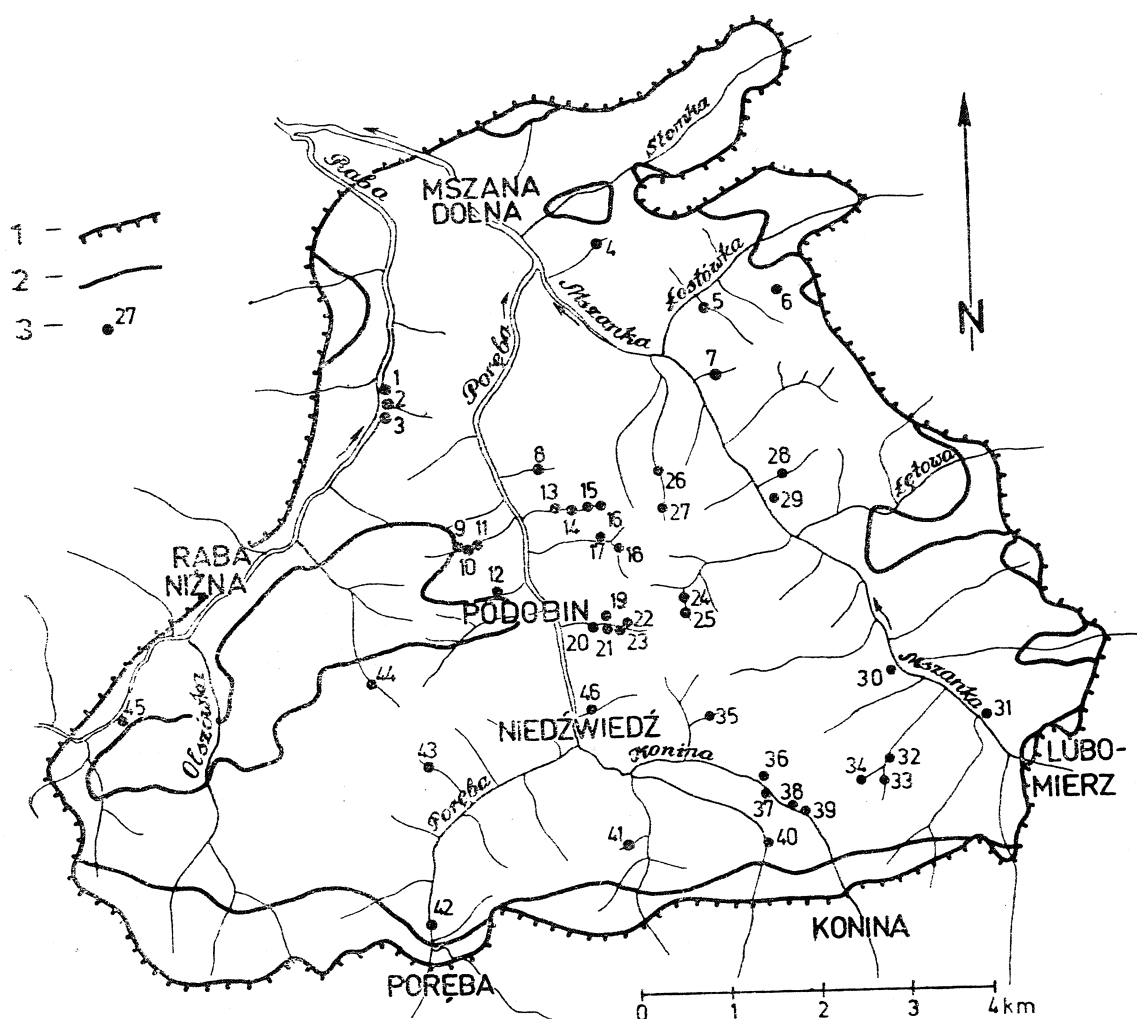 Słomka
Raba
MSZANA
DOLNA
1 –
2 –
3 – 27
4
Łostówka
5
6
Mszanka
N
Poręba
7
1
2
3
8
26
28
Łętowa
13
15
14
16
27
29
9
11
10
17
18
RABA
NIŻNA
12
PODOBIN
19
24
25
20
21
22
23
44
30
Mszanka
31
45
Olszówka
46
35
NIEDŹWIEDŹ
Konina
LUBO-
MIERZ
43
36
34
32
33
Poręba
37
38
39
41
40
42
KONINA
PORĘBA
0 1 2 3 4 km